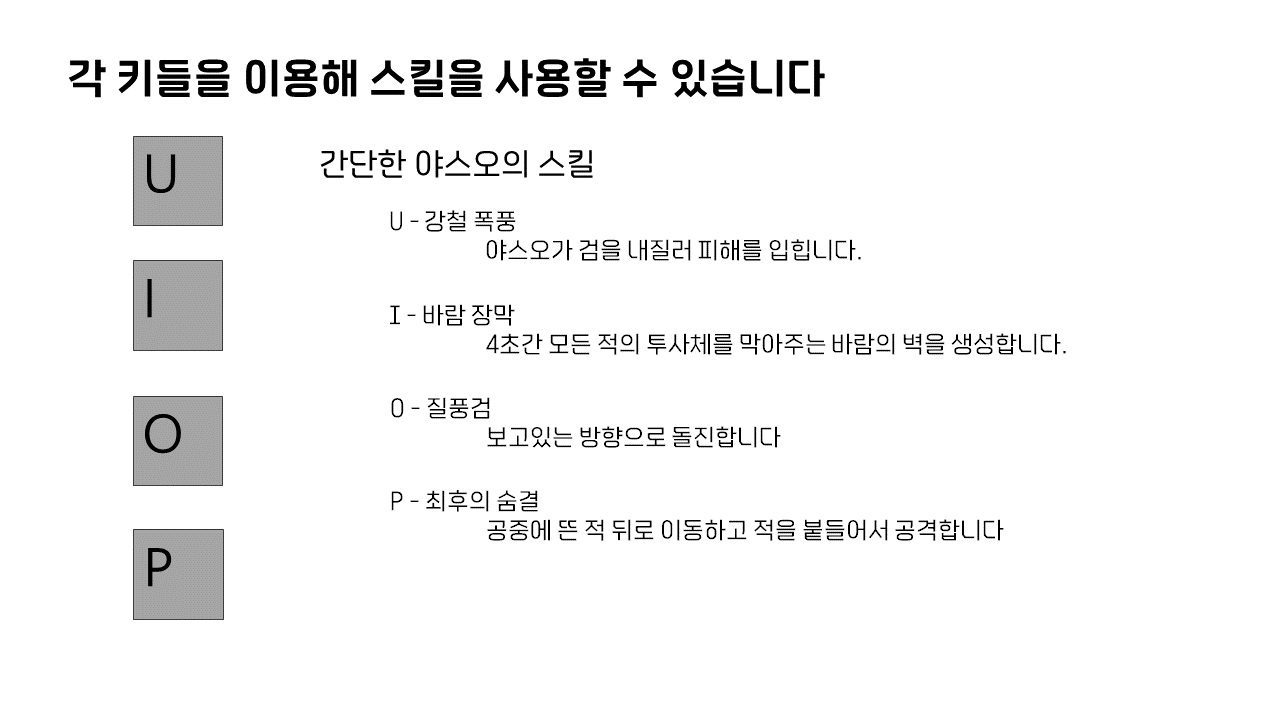 각 키들을 이용해 스킬을 사용할 수 있습니다
U
간단한 야스오의 스킬
U - 강철 폭풍
야스오가 검을 내질러 피해를 입힙니다.
I
I - 바람 장막
4초간 모든 적의 투사체를 막아주는 바람의 벽을 생성합니다.
O
O - 질풍검
보고있는 방향으로 돌진합니다
P
P - 최후의 숨결
공중에 뜬 적 뒤로 이동하고 적을 붙들어서 공격합니다